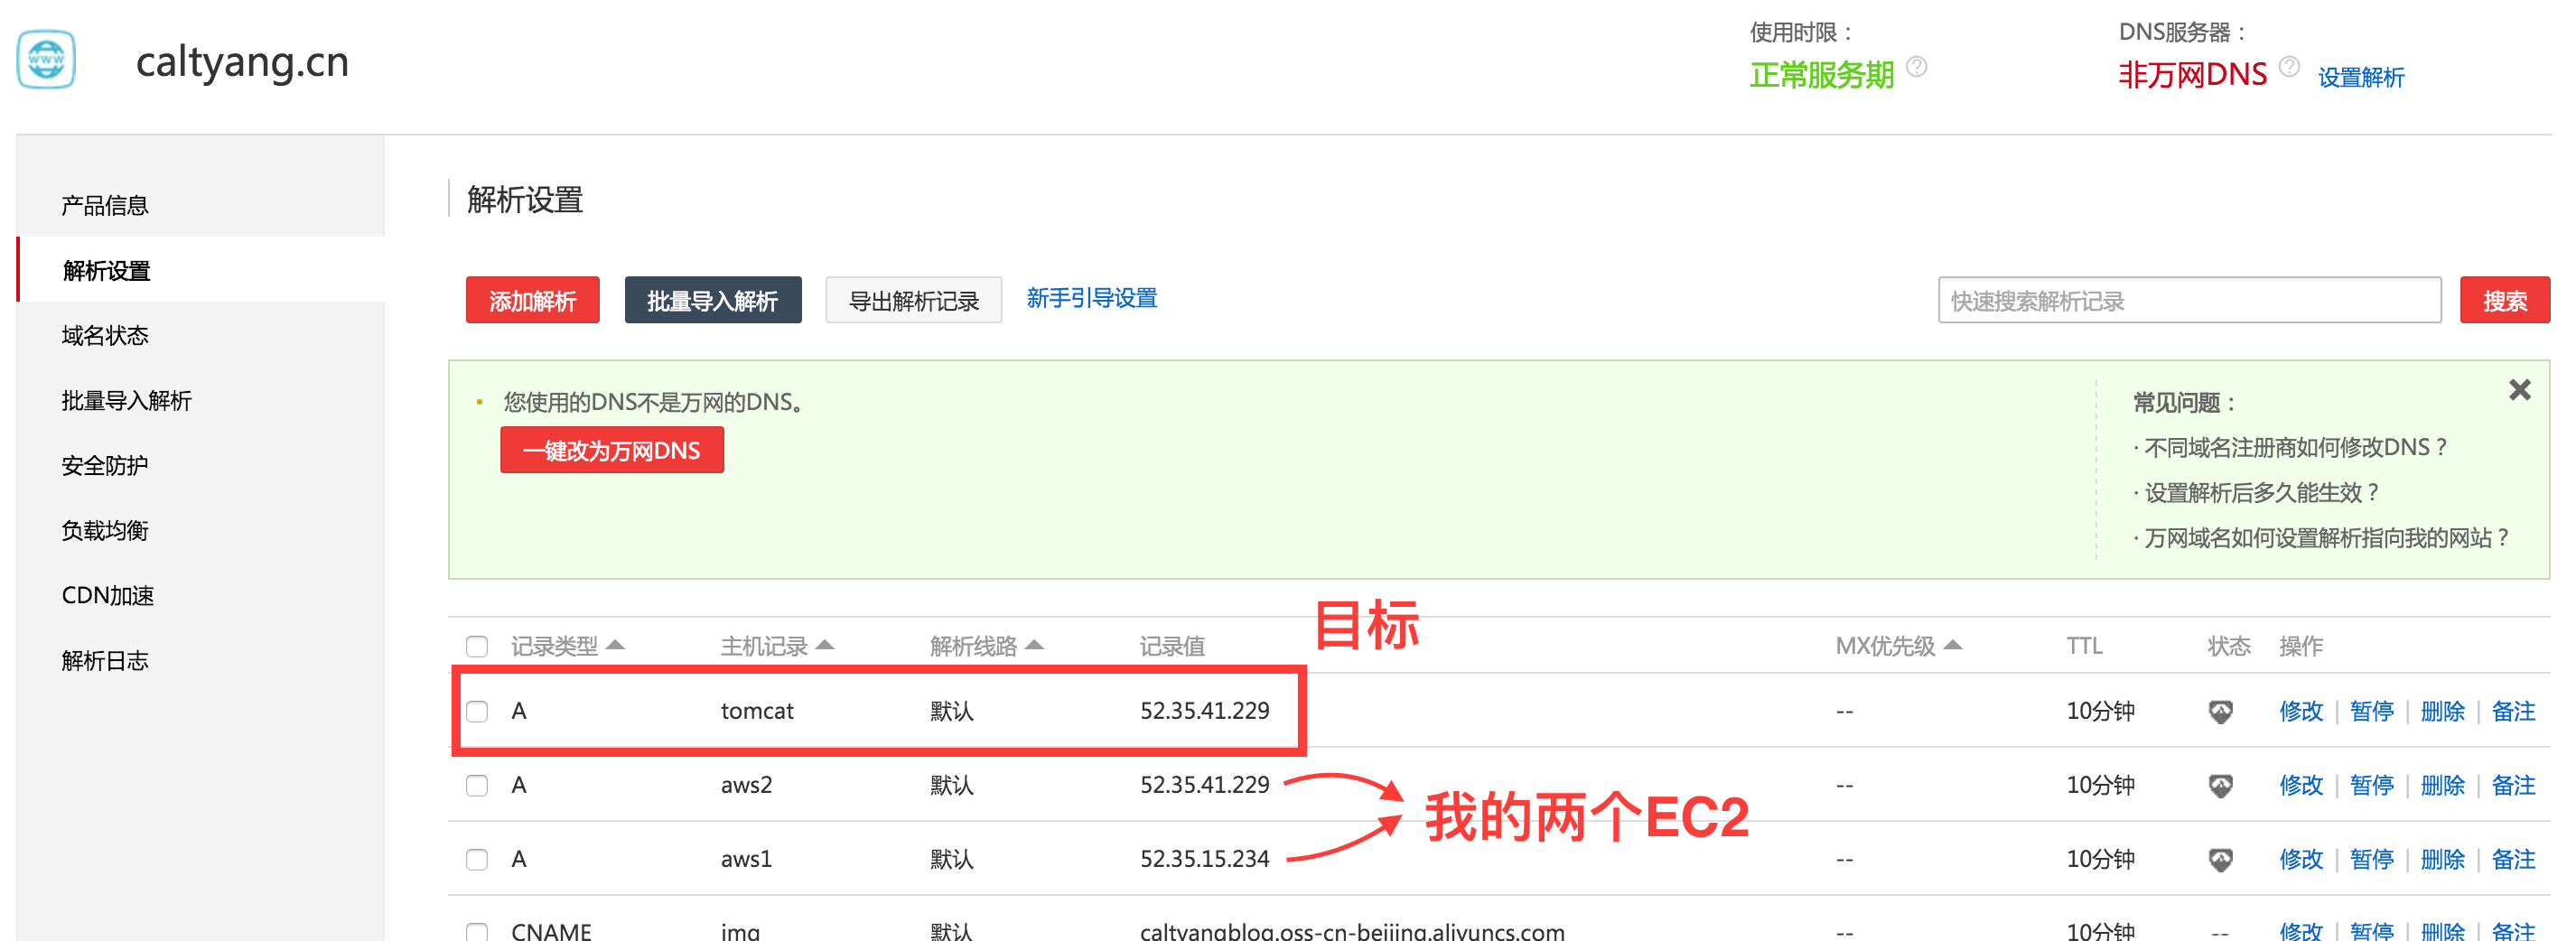 caltyang.cn
使用时限：
DNS服务器：
正常服务期 ?
非万网DNS ? 设置解析
产品信息
解析设置
域名状态
批量导入解析
安全防护
负载均衡
CDN加速
解析日志
解析设置
添加解析 批量导入解析 导出解析记录 新手引导设置 快速搜索解析记录 搜索
您使用的DNS不是万网的DNS。
一键改为万网DNS
常见问题：
· 不同域名注册商如何修改DNS？
· 设置解析后多久能生效？
· 万网域名如何设置解析指向我的网站？
目标
记录类型 主机记录 解析线路 记录值 MX优先级 TTL 状态 操作
A tomcat 默认 52.35.41.229 -- 10分钟 修改 | 暂停 | 删除 | 备注
A aws2 默认 52.35.41.229 -- 10分钟 修改 | 暂停 | 删除 | 备注
我的两个EC2
A aws1 默认 52.35.15.234 -- 10分钟 修改 | 暂停 | 删除 | 备注
CNAME img 默认 caltyangblog.oss-cn-beijing.aliyuncs.com -- 10分钟 -- 修改 | 暂停 | 删除 | 备注